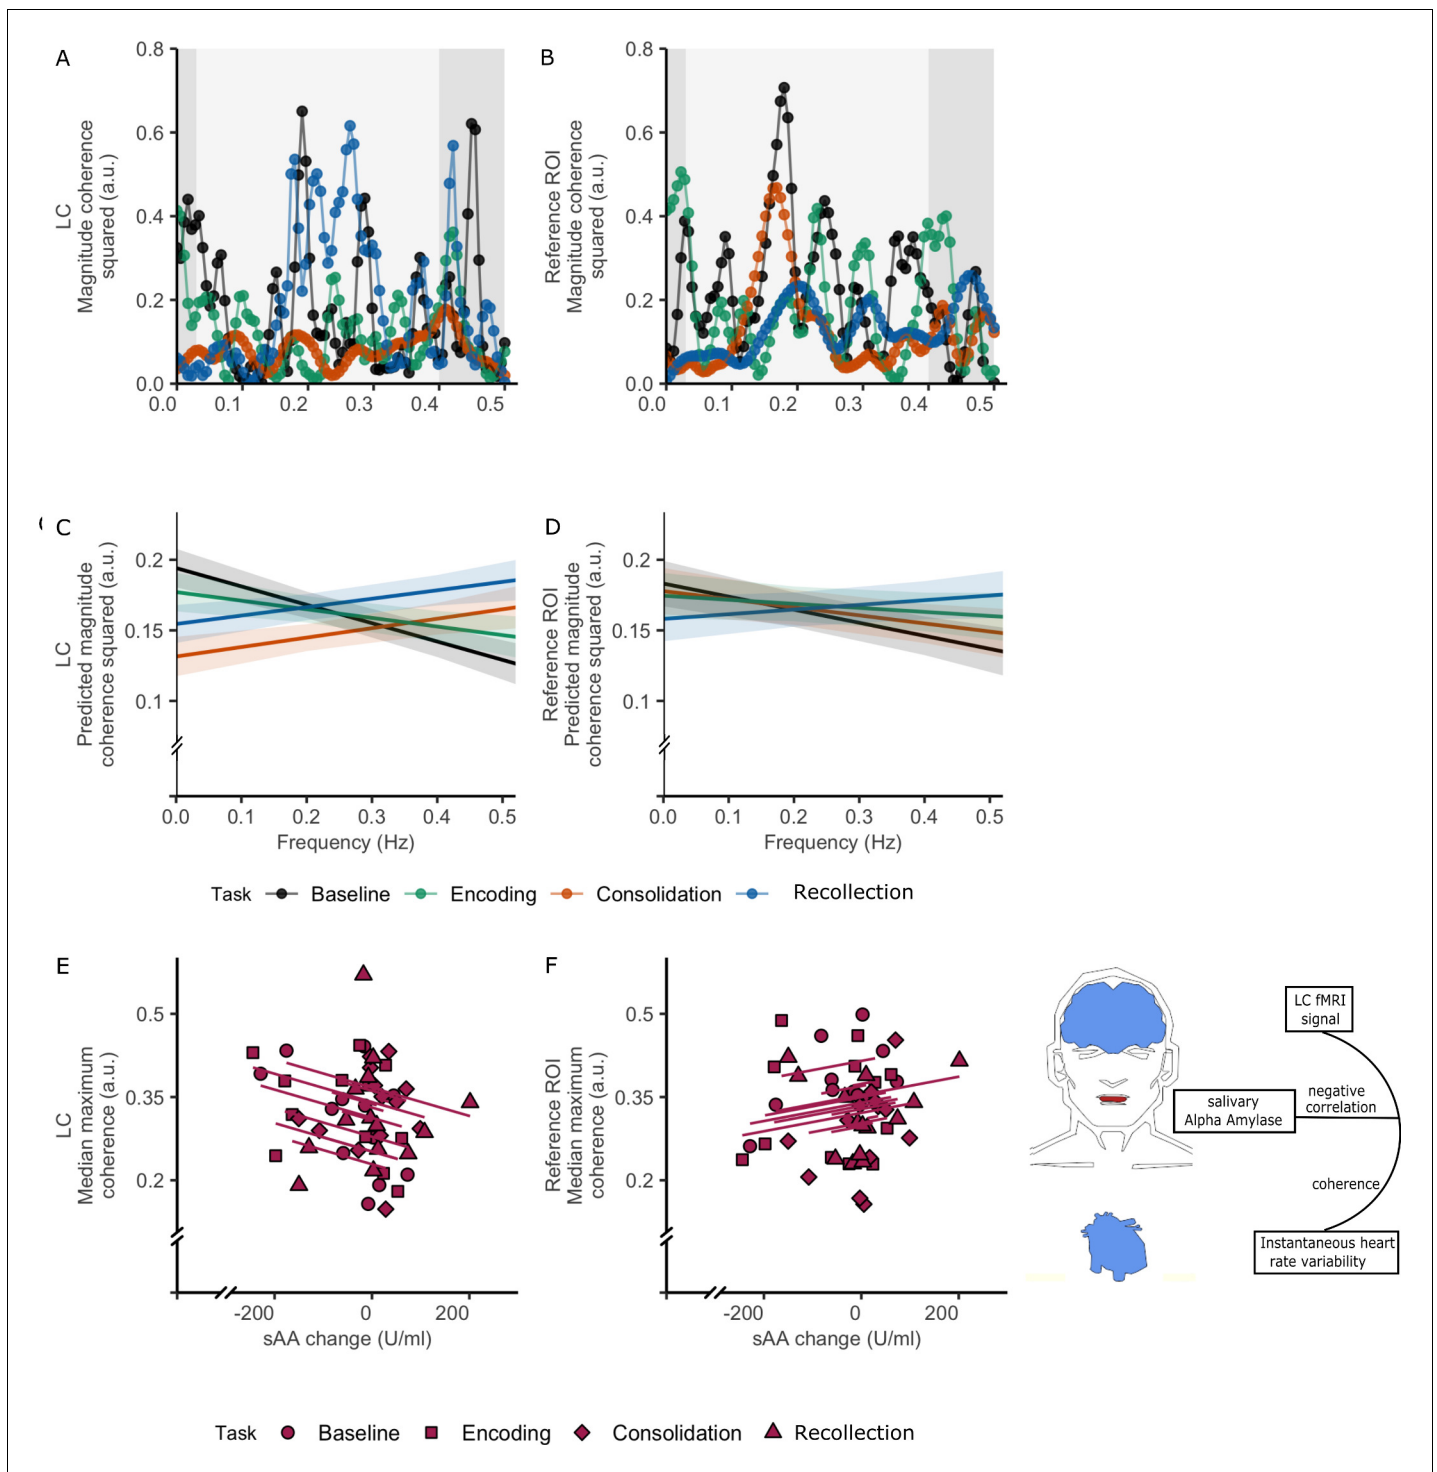 A
0.8
0.6
0.4
0.2
0.0
LC
Magnitude coherence
squared (a.u.)
0.0 0.1 0.2 0.3 0.4 0.5
B
0.8
0.6
0.4
0.2
0.0
Reference ROI
Magnitude coherence
squared (a.u.)
0.0 0.1 0.2 0.3 0.4 0.5
C
0.2
0.15
0.1
LC
Predicted magnitude
coherence squared (a.u.)
0.0 0.1 0.2 0.3 0.4 0.5
Frequency (Hz)
D
0.2
0.15
0.1
Reference ROI
Predicted magnitude
coherence squared (a.u.)
0.0 0.1 0.2 0.3 0.4 0.5
Frequency (Hz)
Task Baseline Encoding Consolidation Recollection
E
0.5
0.35
0.2
LC
Median maximum
coherence (a.u.)
-200 0 200
sAA change (U/ml)
F
0.5
0.35
0.2
Reference ROI
Median maximum
coherence (a.u.)
-200 0 200
sAA change (U/ml)
LC fMRI
signal
negative
correlation
salivary
Alpha Amylase
coherence
Instantaneous heart
rate variability
Task Baseline Encoding Consolidation Recollection